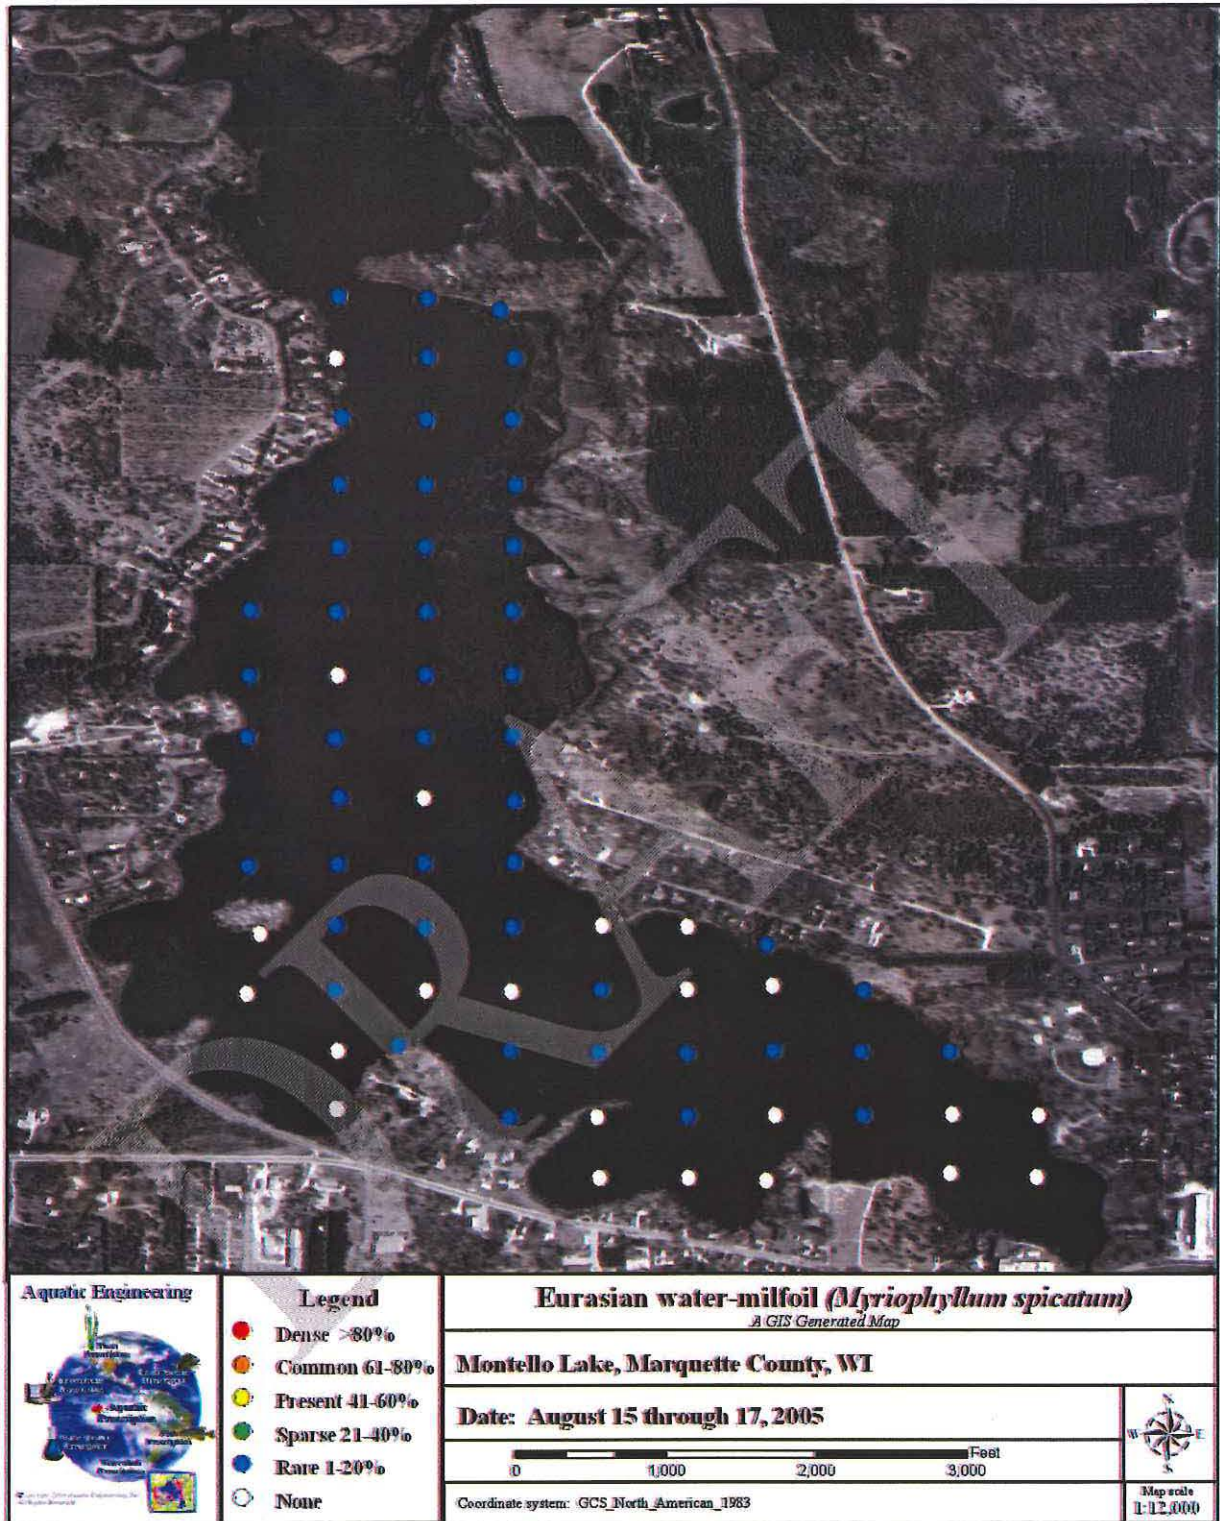 Aquatic Engineering
Legend
Dense >80%
Common 61-80%
Present 41-60%
Sparse 21-40%
Rare 1-20%
None
Eurasian water-milfoil (Myriophyllum spicatum)
A GIS Generated Map
Montello Lake, Marquette County, WI
Date: August 15 through 17, 2005
Feet
0 1,000 2,000 3,000
Coordinate system: GCS_North_American_1983
N
W E
S
Map scale
1:12,000